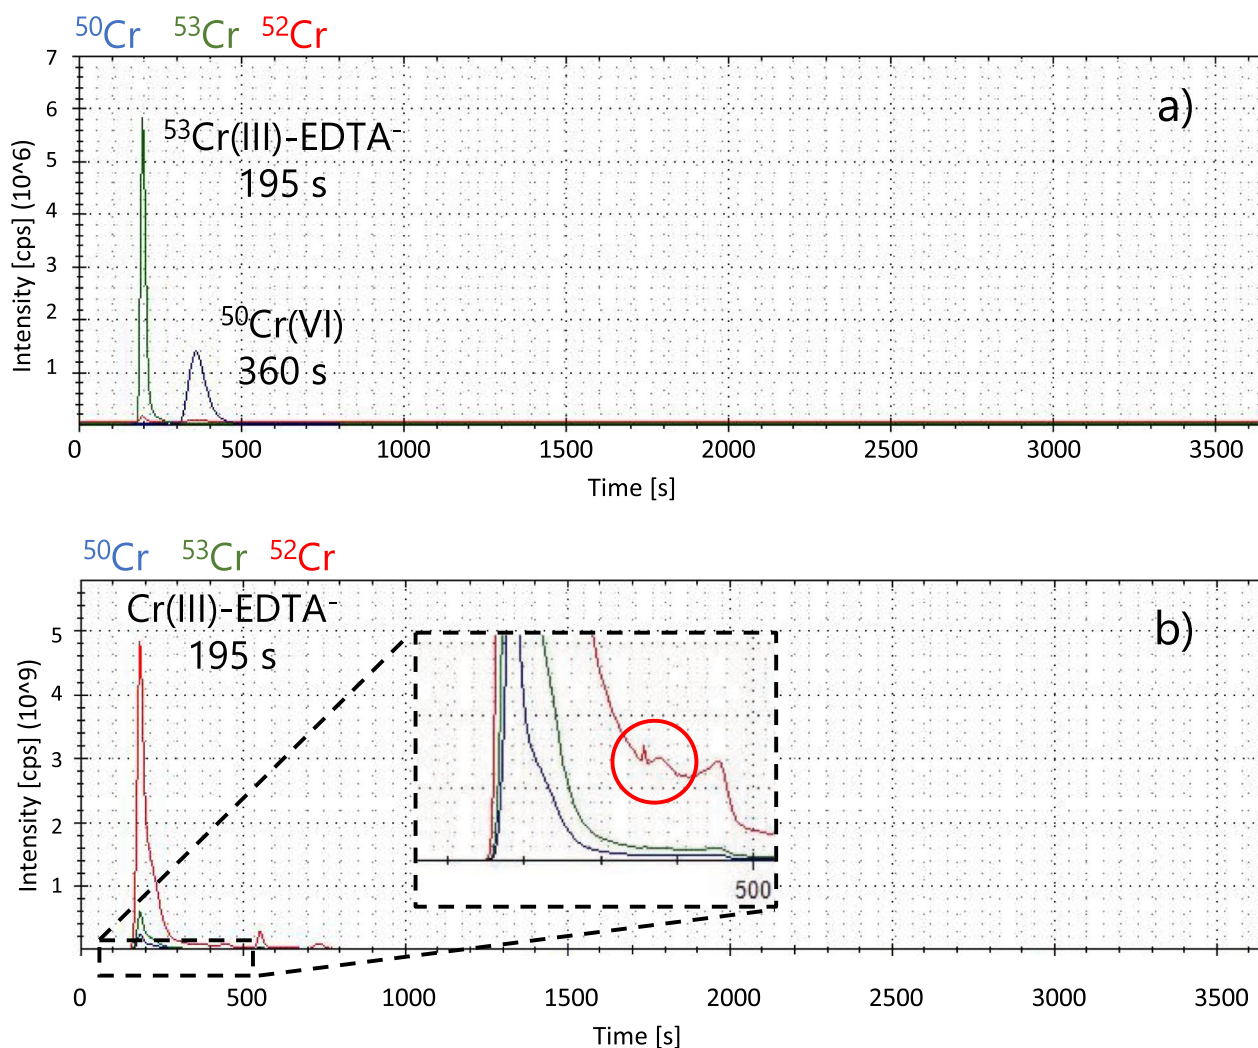 ⁵⁰Cr ⁵³Cr ⁵²Cr
7
6
5
4
3
2
1
Intensity [cps] (10^6)
a)
⁵³Cr(III)-EDTA⁻
195 s
⁵⁰Cr(VI)
360 s
0 500 1000 1500 2000 2500 3000 3500
Time [s]
⁵⁰Cr ⁵³Cr ⁵²Cr
5
4
3
2
1
Intensity [cps] (10^9)
Cr(III)-EDTA⁻
195 s
b)
500
0 500 1000 1500 2000 2500 3000 3500
Time [s]